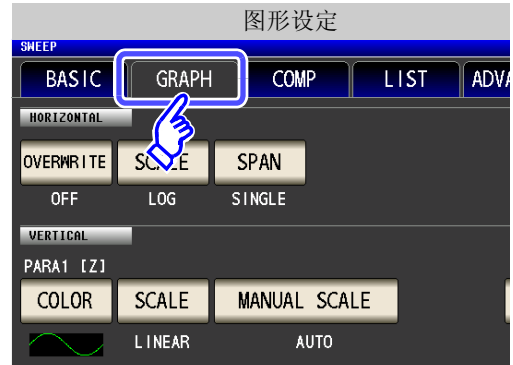 图形设定
SWEEP
BASIC GRAPH COMP LIST ADVA
HORIZONTAL
OVERWRITE SCALE SPAN
OFF LOG SINGLE
VERTICAL
PARA1 [Z]
COLOR SCALE MANUAL SCALE
LINEAR AUTO